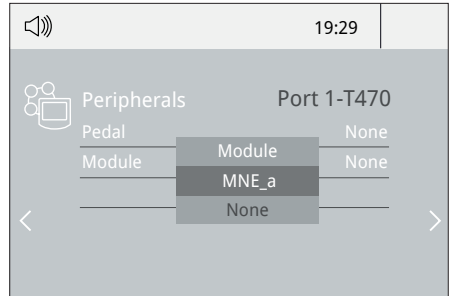 19:29
Peripherals Port 1-T470
Pedal None
Module None
Module
MNE_a
None